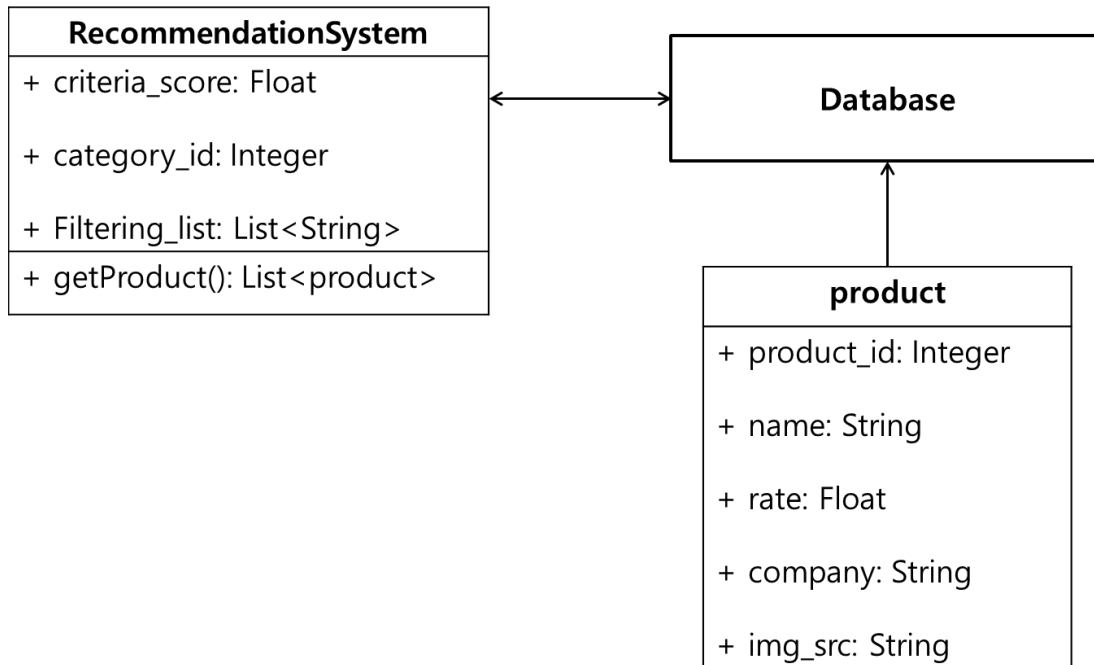 RecommendationSystem
+ criteria_score: Float
+ category_id: Integer
+ Filtering_list: List<String>
+ getProduct(): List<product>
Database
product
+ product_id: Integer
+ name: String
+ rate: Float
+ company: String
+ img_src: String